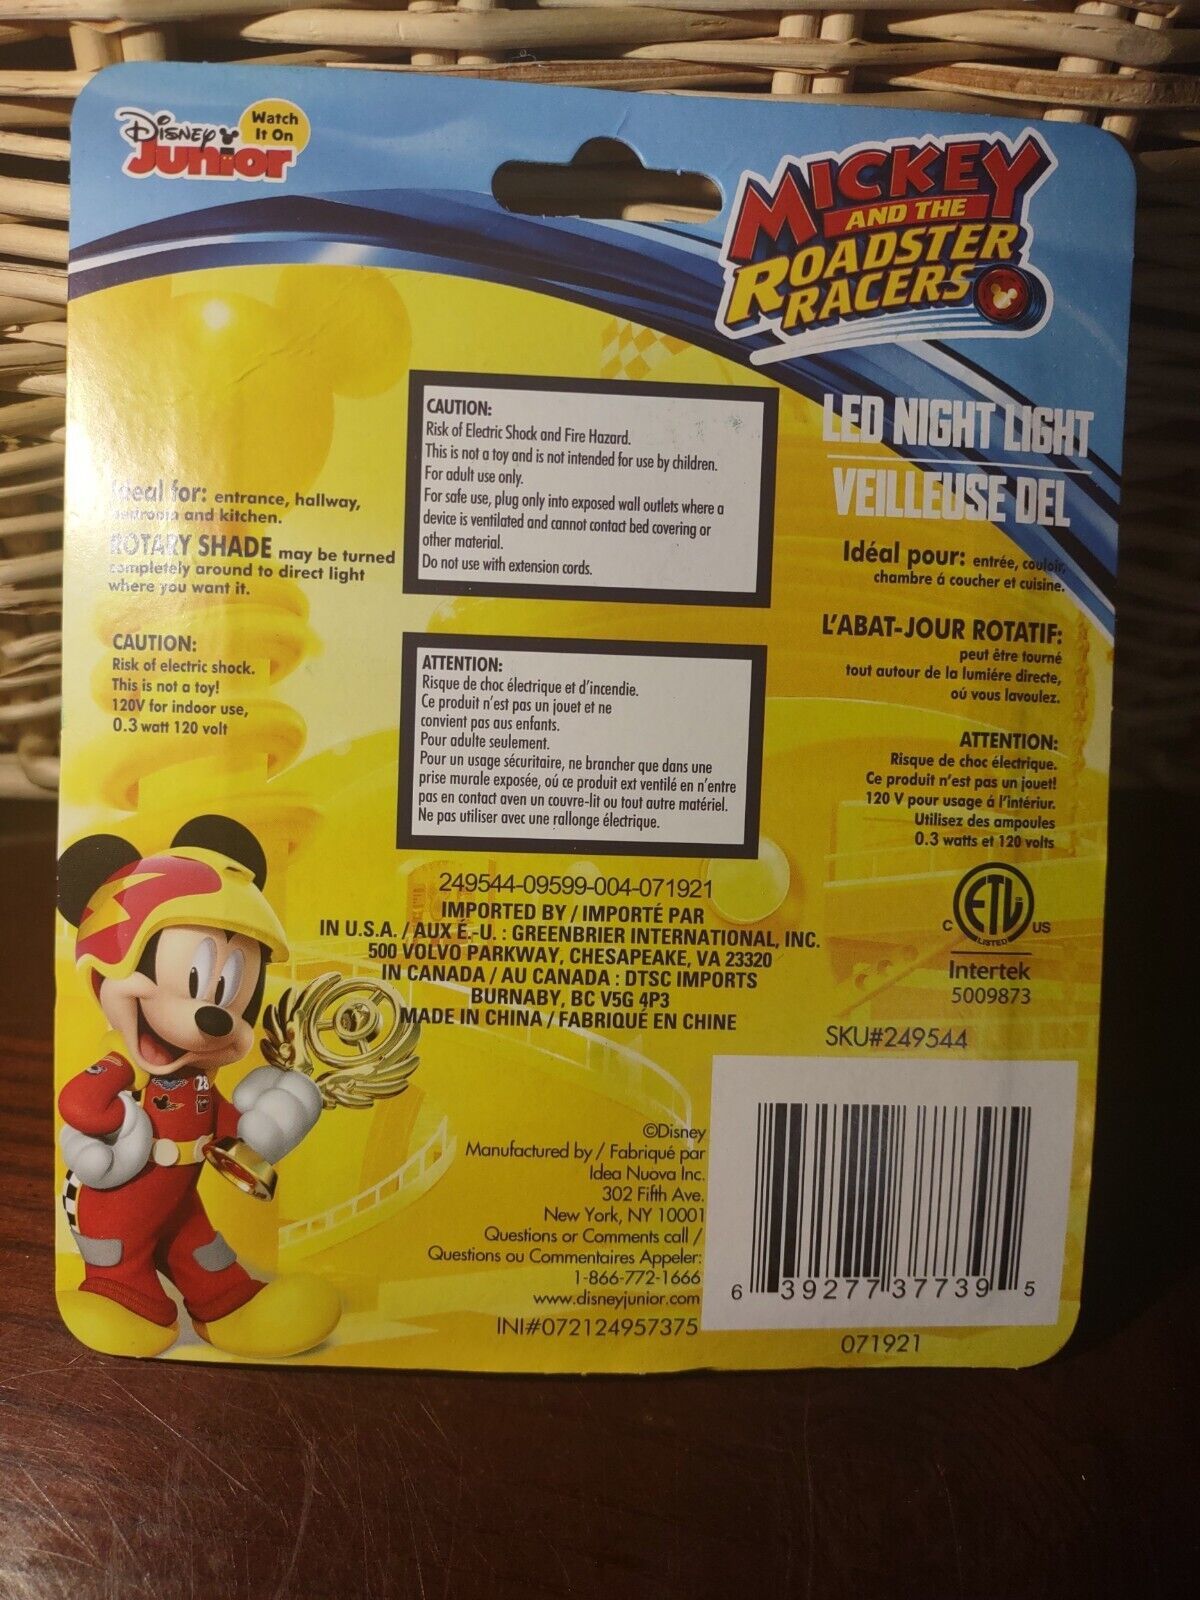 Disney
Junior
Watch
It On
MICKEY
AND THE
ROADSTER
RACERS
LED NIGHT LIGHT
VEILLEUSE DEL
Ideal for: entrance, hallway,
bedroom and kitchen.
ROTARY SHADE may be turned
completely around to direct light
where you want it.
CAUTION:
Risk of electric shock.
This is not a toy!
120V for indoor use,
0.3 watt 120 volt
CAUTION:
Risk of Electric Shock and Fire Hazard.
This is not a toy and is not intended for use by children.
For adult use only.
For safe use, plug only into exposed wall outlets where a
device is ventilated and cannot contact bed covering or
other material.
Do not use with extension cords.
ATTENTION:
Risque de choc électrique et d'incendie.
Ce produit n'est pas un jouet et ne
convient pas aus enfants.
Pour adulte seulement.
Pour un usage sécuritaire, ne brancher que dans une
prise murale exposée, oú ce produit ext ventilé en n'entre
pas en contact aven un couvre-lit ou tout autre matériel.
Ne pas utiliser avec une rallonge électrique.
Idéal pour: entrée, couloir,
chambre á coucher et cuisine.
L'ABAT-JOUR ROTATIF:
peut être tourné
tout autour de la lumiére directe,
oú vous lavoulez.
ATTENTION:
Risque de choc électrique.
Ce produit n'est pas un jouet!
120 V pour usage á l'intériur.
Utilisez des ampoules
0.3 watts et 120 volts
249544-09599-004-071921
IMPORTED BY / IMPORTÉ PAR
IN U.S.A. / AUX É.-U. : GREENBRIER INTERNATIONAL, INC.
500 VOLVO PARKWAY, CHESAPEAKE, VA 23320
IN CANADA / AU CANADA : DTSC IMPORTS
BURNABY, BC V5G 4P3
MADE IN CHINA / FABRIQUÉ EN CHINE
C ETL US
LISTED
Intertek
5009873
SKU#249544
28
©Disney
Manufactured by / Fabriqué par
Idea Nuova Inc.
302 Fifth Ave.
New York, NY 10001
Questions or Comments call /
Questions ou Commentaires Appeler:
1-866-772-1666
www.disneyjunior.com
INI#072124957375
6 39277 37739 5
071921